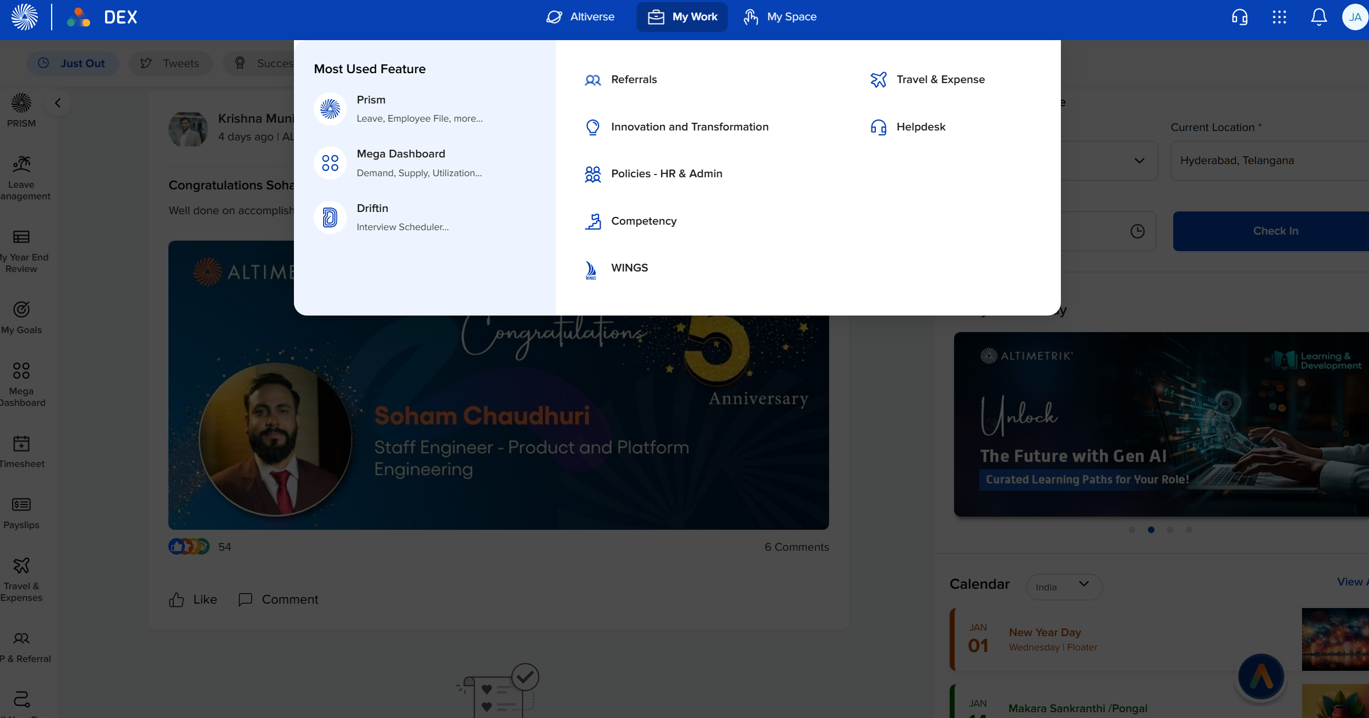 DEX
Altiverse
My Work
My Space
JA
Just Out
Tweets
Succes
Most Used Feature
Prism
Leave, Employee File, more...
Mega Dashboard
Demand, Supply, Utilization...
Driftin
Interview Scheduler...
Referrals
Innovation and Transformation
Policies - HR & Admin
Competency
WINGS
WINGS
Travel & Expense
Helpdesk
PRISM
Leave
anagement
y Year End
Review
My Goals
Mega
Dashboard
Timesheet
Payslips
Travel &
Expenses
P & Referral
Krishna Muni
4 days ago | AL
Congratulations Soha
Well done on accomplish
ALTIMETR
Congratulations
5
Anniversary
Soham Chaudhuri
Staff Engineer - Product and Platform
Engineering
54
6 Comments
Like
Comment
e
Current Location *
Hyderabad, Telangana
Check In
y
ALTIMETRIK
Learning &
Development
Unlock
The Future with Gen AI
Curated Learning Paths for Your Role!
Calendar
India
View A
JAN
01
New Year Day
Wednesday | Floater
JAN
Makara Sankranthi /Pongal